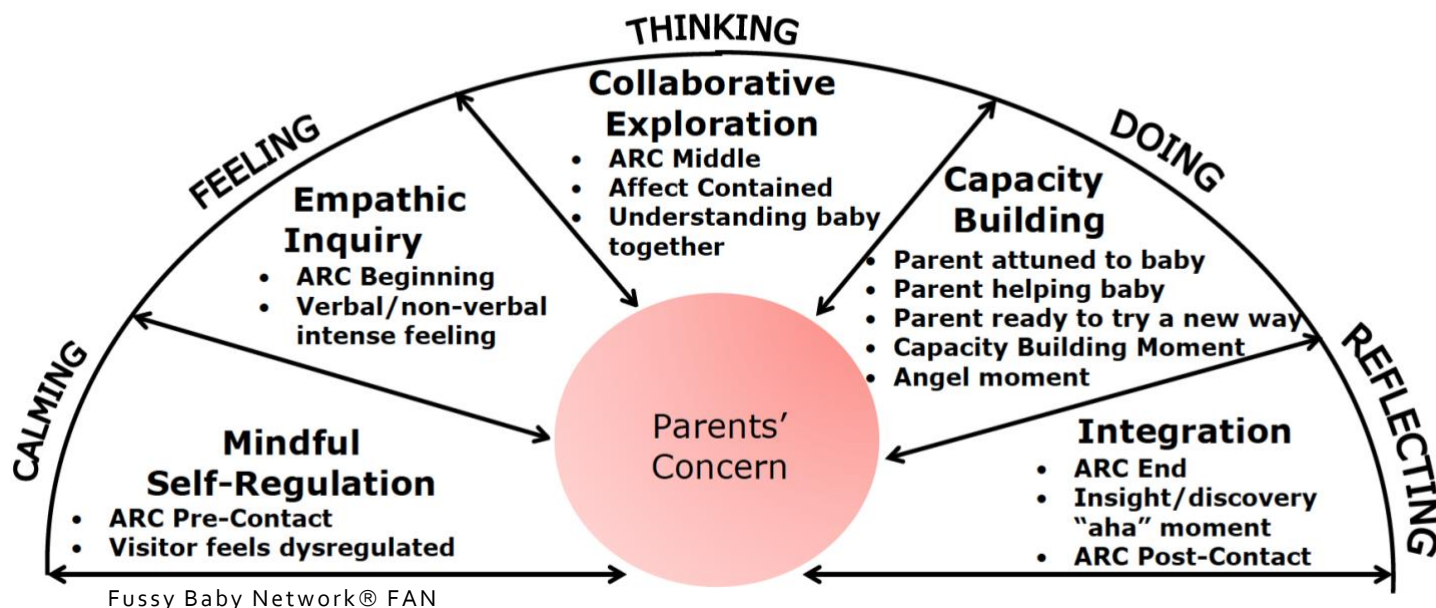 CALMING
Mindful
Self-Regulation
• ARC Pre-Contact
• Visitor feels dysregulated
FEELING
Empathic
Inquiry
• ARC Beginning
• Verbal/non-verbal
intense feeling
THINKING
Collaborative
Exploration
• ARC Middle
• Affect Contained
• Understanding baby
together
DOING
Capacity
Building
• Parent attuned to baby
• Parent helping baby
• Parent ready to try a new way
• Capacity Building Moment
• Angel moment
REFLECTING
Integration
• ARC End
• Insight/discovery
“aha” moment
• ARC Post-Contact
Parents’
Concern
Fussy Baby Network® FAN